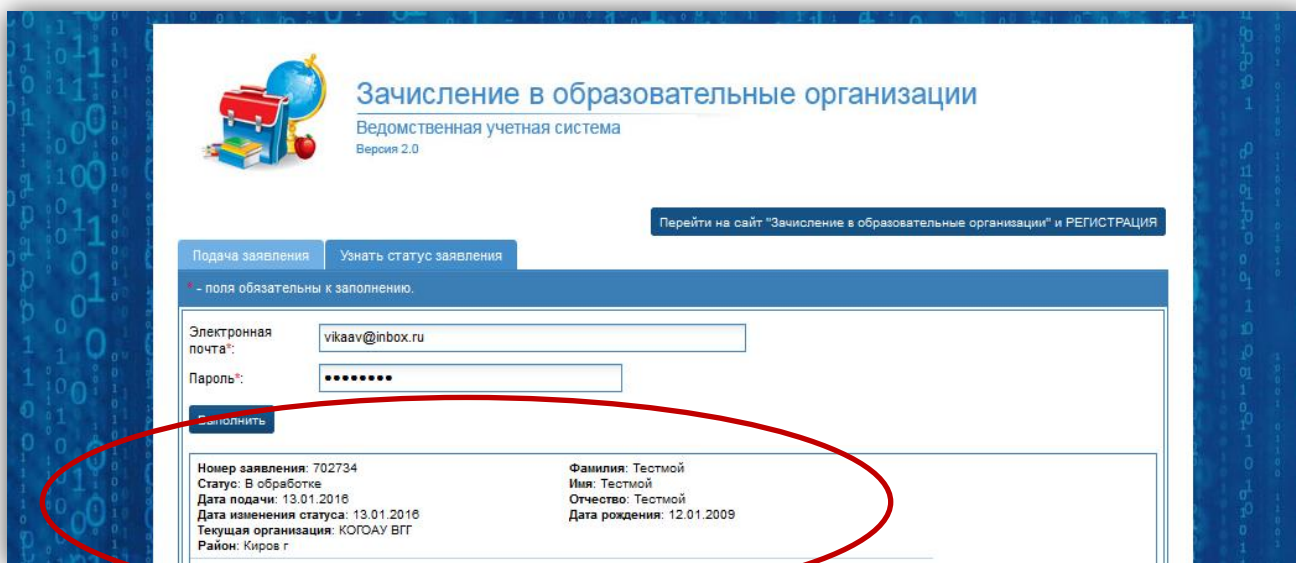 Зачисление в образовательные организации
Ведомственная учетная система
Версия 2.0
Перейти на сайт "Зачисление в образовательные организации" и РЕГИСТРАЦИЯ
Подача заявления Узнать статус заявления
* - поля обязательны к заполнению.
Электронная почта*: vikaav@inbox.ru
Пароль*: ••••••••
Выполнить
Номер заявления: 702734 Фамилия: Тестмой
Статус: В обработке Имя: Тестмой
Дата подачи: 13.01.2016 Отчество: Тестмой
Дата изменения статуса: 13.01.2016 Дата рождения: 12.01.2009
Текущая организация: КОГОАУ ВГГ
Район: Киров г